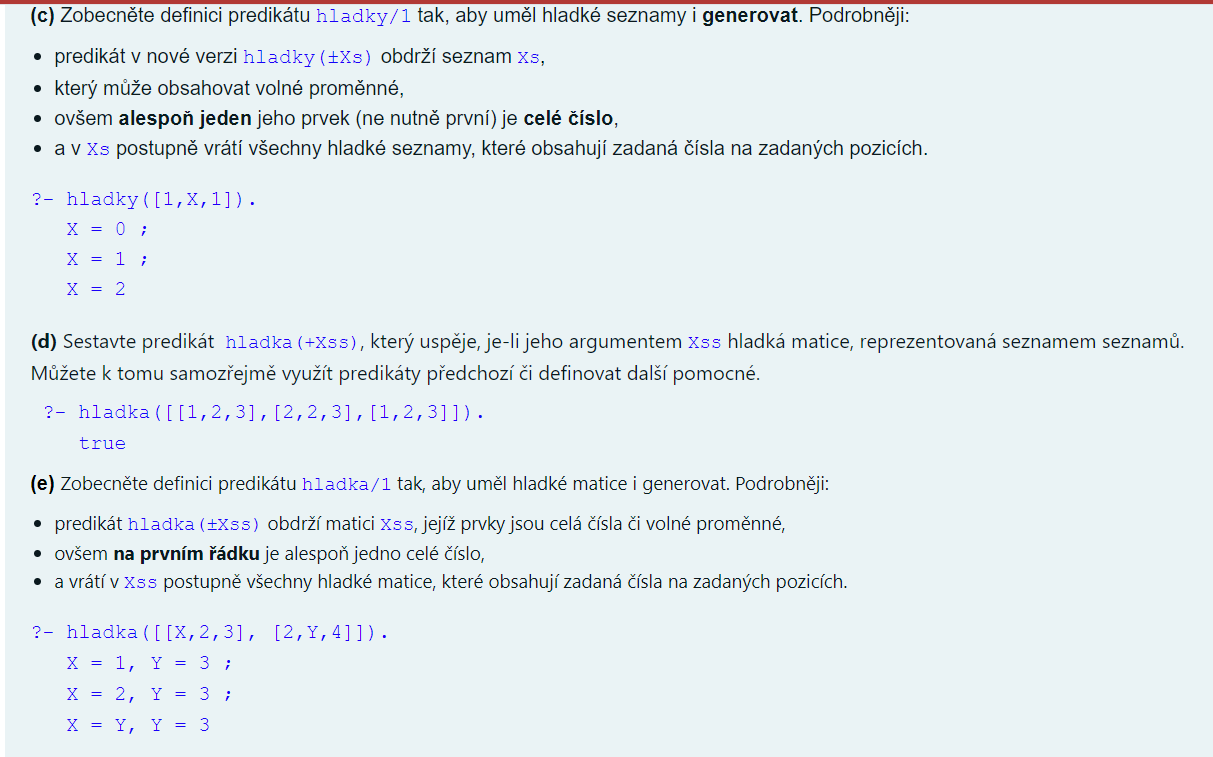 (c) Zobecněte definici predikátu hladky/1 tak, aby uměl hladké seznamy i generovat. Podrobněji:
• predikát v nové verzi hladky(±Xs) obdrží seznam Xs,
• který může obsahovat volné proměnné,
• ovšem alespoň jeden jeho prvek (ne nutně první) je celé číslo,
• a v Xs postupně vrátí všechny hladké seznamy, které obsahují zadaná čísla na zadaných pozicích.
?- hladky([1,X,1]).
X = 0 ;
X = 1 ;
X = 2
(d) Sestavte predikát hladka(+Xss), který uspěje, je-li jeho argumentem Xss hladká matice, reprezentovaná seznamem seznamů.
Můžete k tomu samozřejmě využít predikáty předchozí či definovat další pomocné.
?- hladka([[1,2,3],[2,2,3],[1,2,3]]).
true
(e) Zobecněte definici predikátu hladka/1 tak, aby uměl hladké matice i generovat. Podrobněji:
• predikát hladka(±Xss) obdrží matici Xss, jejíž prvky jsou celá čísla či volné proměnné,
• ovšem na prvním řádku je alespoň jedno celé číslo,
• a vrátí v Xss postupně všechny hladké matice, které obsahují zadaná čísla na zadaných pozicích.
?- hladka([[X,2,3], [2,Y,4]]).
X = 1, Y = 3 ;
X = 2, Y = 3 ;
X = Y, Y = 3